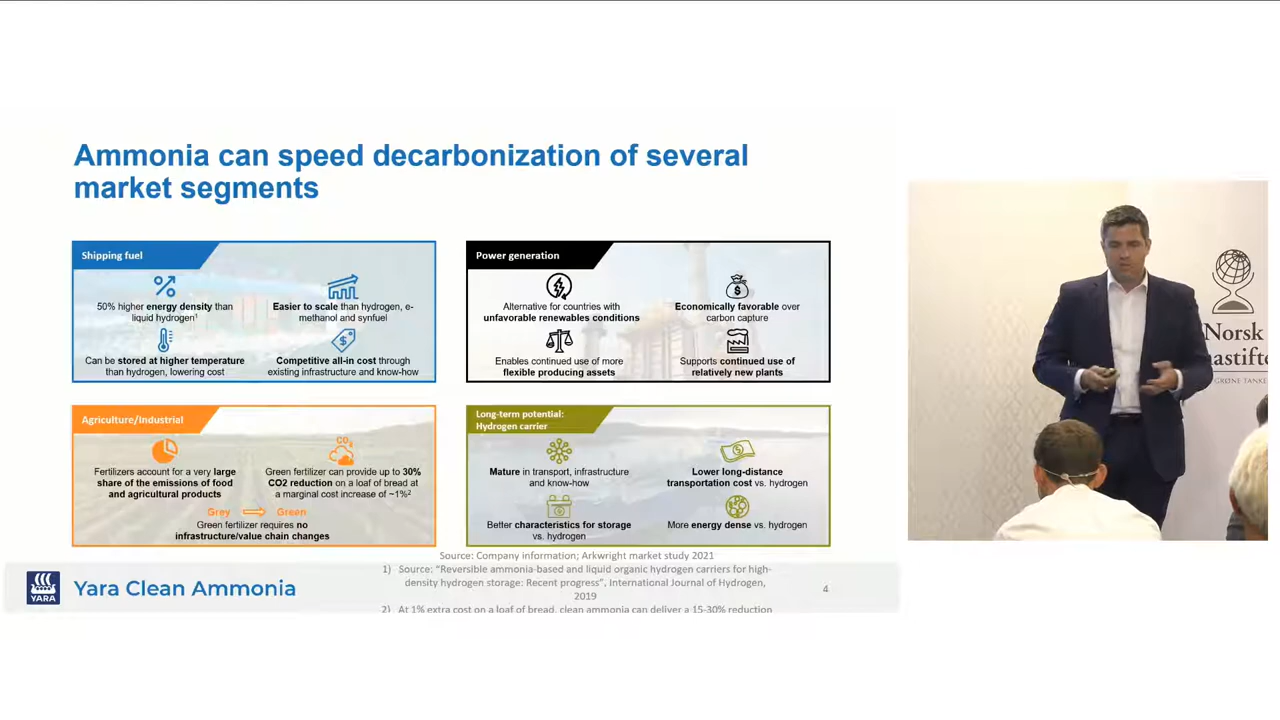 Ammonia can speed decarbonization of several
market segments
Shipping fuel
50% higher energy density than
liquid hydrogen1
Easier to scale than hydrogen, e-
methanol and synfuel
Can be stored at higher temperature
than hydrogen, lowering cost
Competitive all-in cost through
existing infrastructure and know-how
Power generation
Alternative for countries with
unfavorable renewables conditions
Economically favorable over
carbon capture
Enables continued use of more
flexible producing assets
Supports continued use of
relatively new plants
Agriculture/Industrial
Fertilizers account for a very large
share of the emissions of food
and agricultural products
CO2
Green fertilizer can provide up to 30%
CO2 reduction on a loaf of bread at
a marginal cost increase of ~1%2
Grey Green
Green fertilizer requires no
infrastructure/value chain changes
Long-term potential:
Hydrogen carrier
Mature in transport, infrastructure
and know-how
Lower long-distance
transportation cost vs. hydrogen
Better characteristics for storage
vs. hydrogen
More energy dense vs. hydrogen
Source: Company information; Arkwright market study 2021
1) Source: "Reversible ammonia-based and liquid organic hydrogen carriers for high-
density hydrogen storage: Recent progress", International Journal of Hydrogen,
2019
2) At 1% extra cost on a loaf of bread, clean ammonia can deliver a 15-30% reduction
YARA
Yara Clean Ammonia
4
Norsk
astifte
GRØNE TANKE